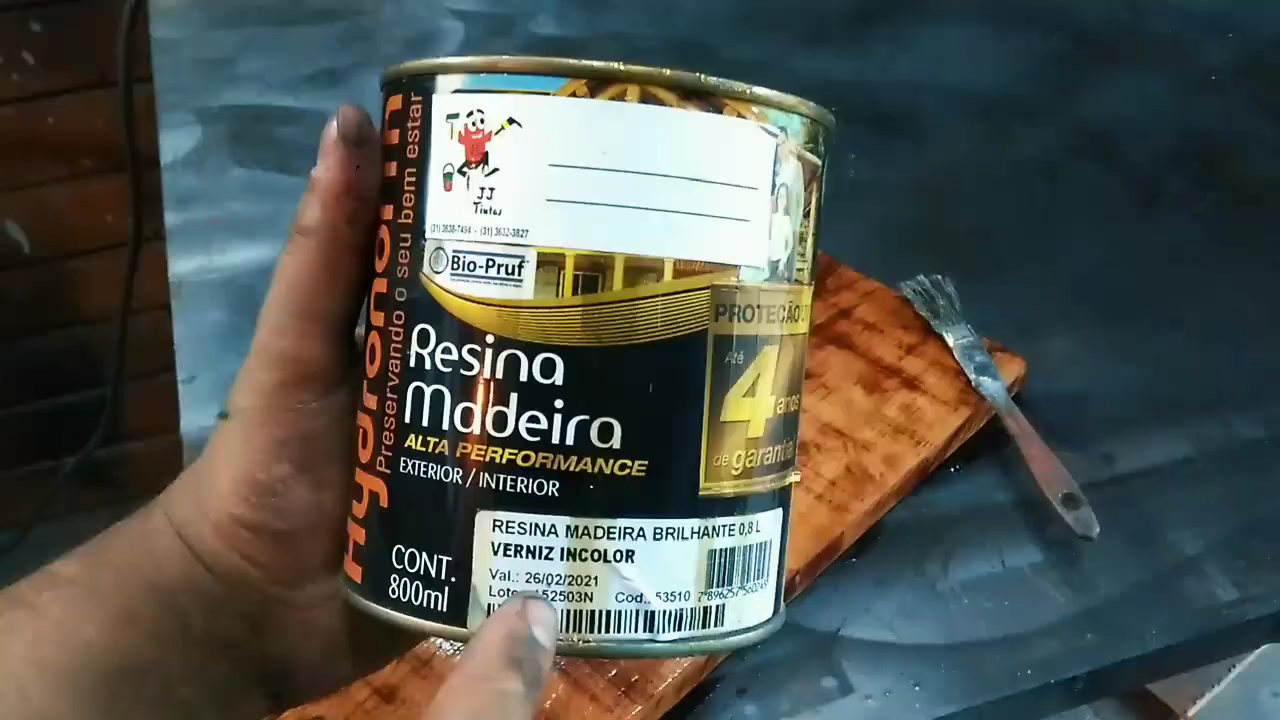 Hydronorth
Preservando o seu bem estar
JJ
Tintas
(31) 3638-7494 - (31) 3632-3827
Bio-Pruf
PROTEÇÃO
Até
4 anos
de garantia
Resina
Madeira
ALTA PERFORMANCE
EXTERIOR / INTERIOR
CONT.
800ml
RESINA MADEIRA BRILHANTE 0,8 L
VERNIZ INCOLOR
Val.: 26/02/2021
Lote 152503N Cod.: 53510